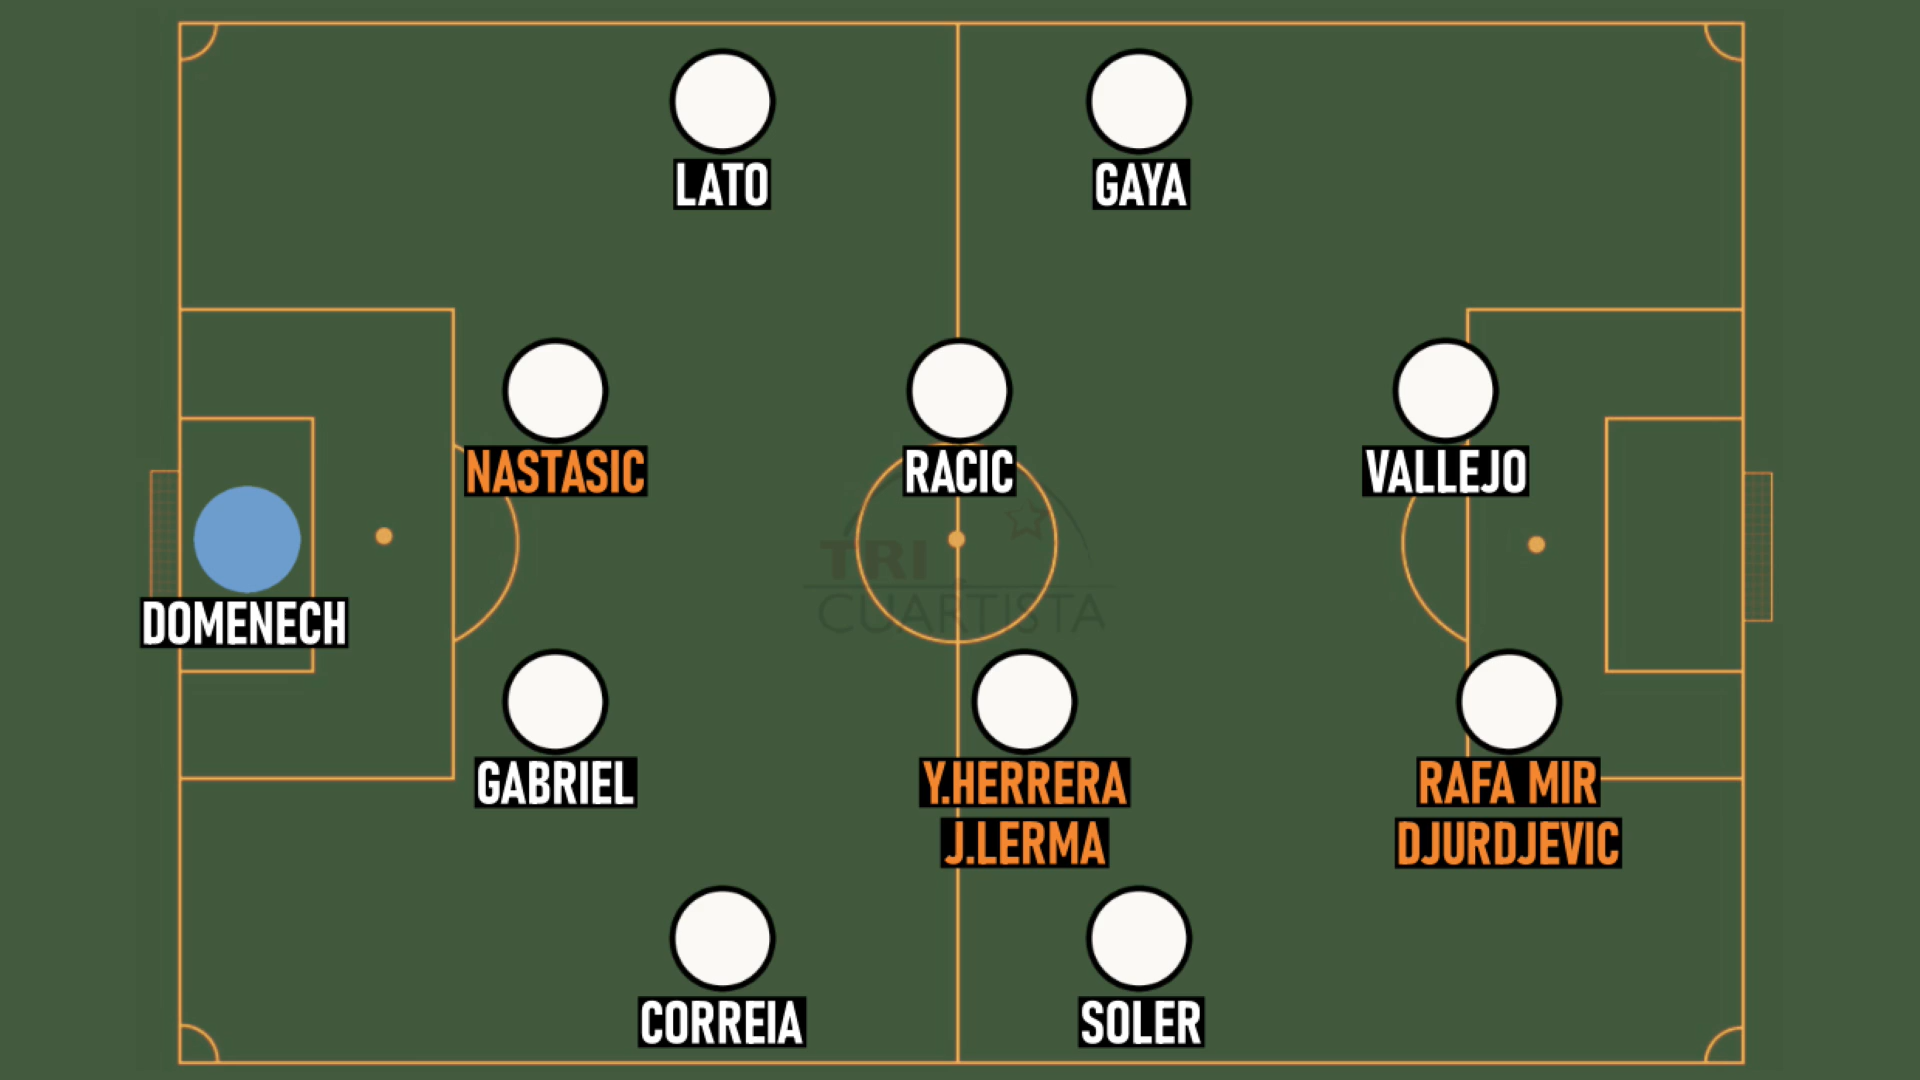 LATO
GAYA
NASTASIC
RACIC
VALLEJO
TRI
CUARTISTA
DOMENECH
GABRIEL
Y.HERRERA
J.LERMA
RAFA MIR
DJURDJEVIC
CORREIA
SOLER